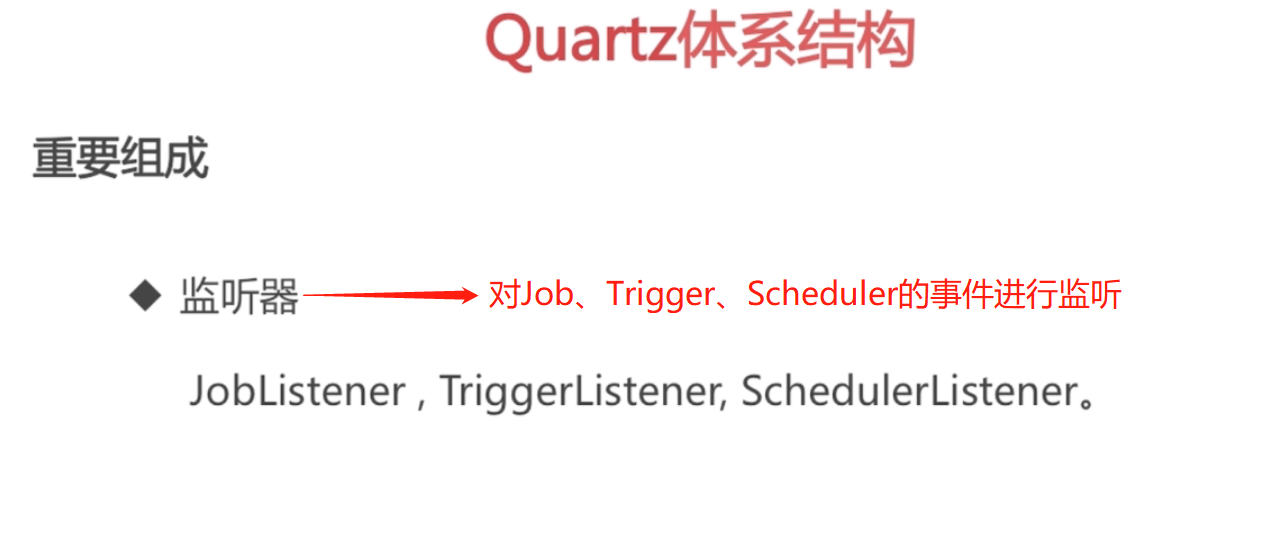 Quartz体系结构
重要组成
监听器
对Job、Trigger、Scheduler的事件进行监听
JobListener , TriggerListener, SchedulerListener。